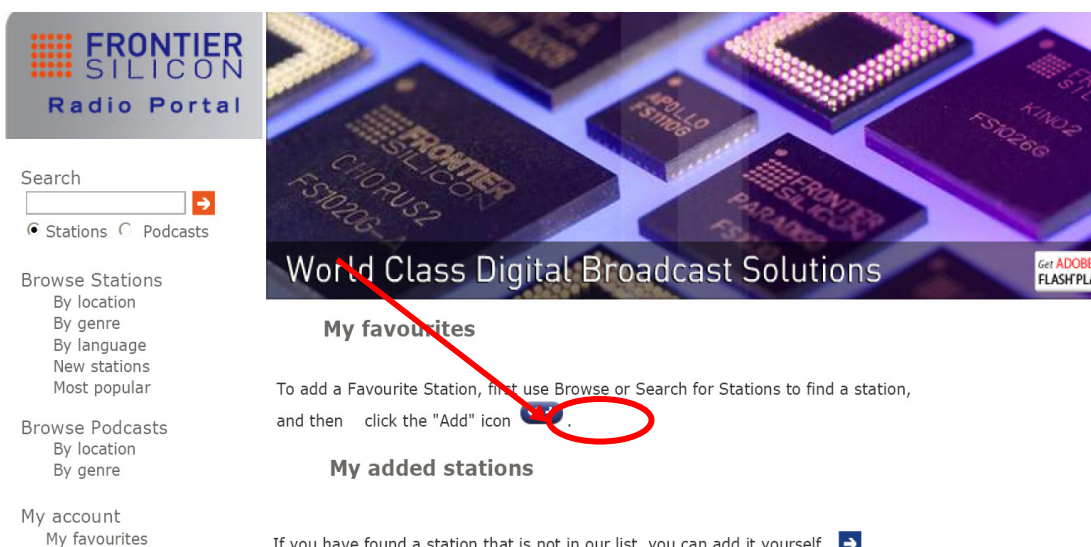 FRONTIER
SILICON
Radio Portal
Search
Stations
Podcasts
Browse Stations
By location
By genre
By language
New stations
Most popular
Browse Podcasts
By location
By genre
My account
My favourites
APOLLO
FS1110G
KINO2
FS1026G
FRONTIER
SILICON
CHORUS2
FS1020G-A
FRONTIER
SILICON
World Class Digital Broadcast Solutions
Get ADOBE
My favourites
To add a Favourite Station, first use Browse or Search for Stations to find a station,
and then click the "Add" icon .
My added stations
If you have found a station that is not in our list, you can add it yourself